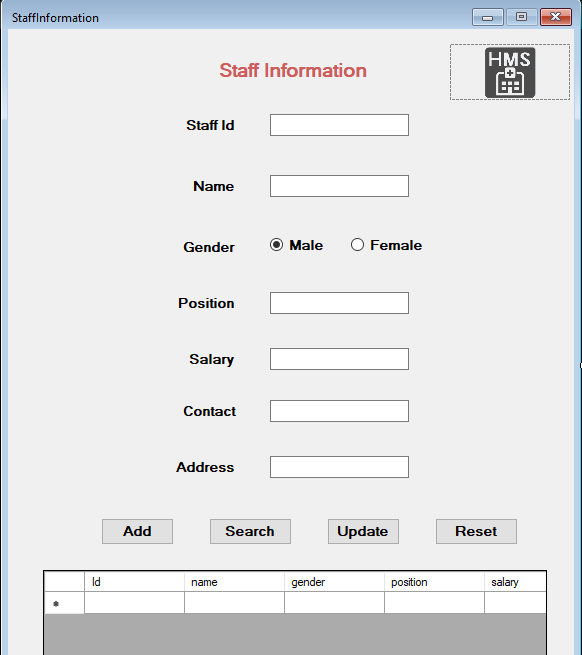 StaffInformation
Staff Information
HMS
Staff Id
Name
Gender Male Female
Position
Salary
Contact
Address
Add Search Update Reset
Id name gender position salary